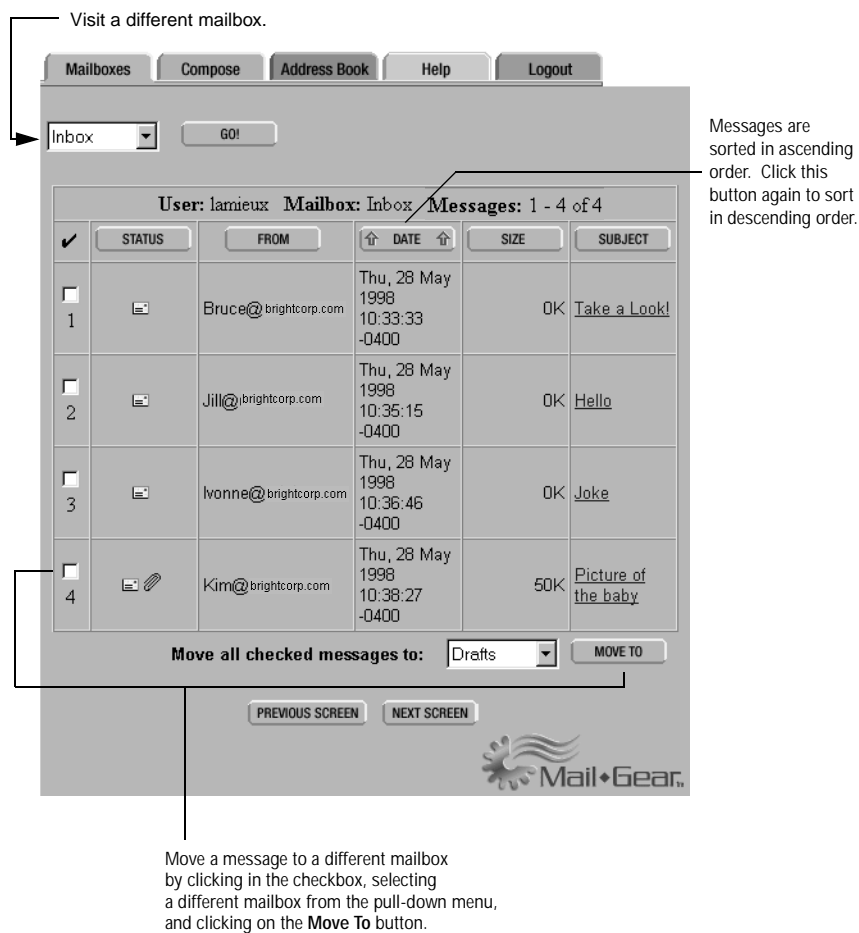 Visit a different mailbox.
Mailboxes Compose Address Book Help Logout
Inbox GO!
Messages are
sorted in ascending
order. Click this
button again to sort
in descending order.
User: lamieux Mailbox: Inbox Messages: 1 - 4 of 4
✔ STATUS FROM DATE SIZE SUBJECT
1 Bruce@brightcorp.com Thu, 28 May
1998
10:33:33
-0400 0K Take a Look!
2 Jill@brightcorp.com Thu, 28 May
1998
10:35:15
-0400 0K Hello
3 Ivonne@brightcorp.com Thu, 28 May
1998
10:36:46
-0400 0K Joke
4 Kim@brightcorp.com Thu, 28 May
1998
10:38:27
-0400 50K Picture of
the baby
Move all checked messages to: Drafts MOVE TO
PREVIOUS SCREEN NEXT SCREEN
Mail◆Gear
Move a message to a different mailbox
by clicking in the checkbox, selecting
a different mailbox from the pull-down menu,
and clicking on the Move To button.